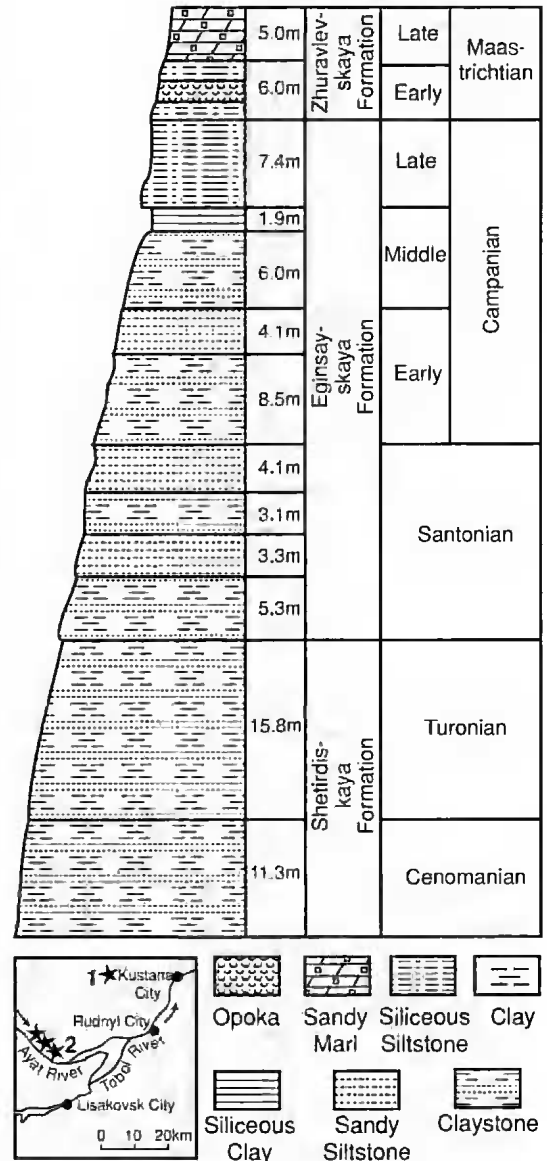 5.0m
6.0m
7.4m
1.9m
6.0m
4.1m
8.5m
4.1m
3.1m
3.3m
5.3m
15.8m
11.3m
Zhuravlev-
skaya
Formation
Eginsay-
skaya
Formation
Shetirdis-
kaya
Formation
Late
Early
Late
Middle
Early
Maas-
trichtian
Campanian
Santonian
Turonian
Cenomanian
1
Kustanai
City
Rudnyi City
2
Ayat River
Tobol River
Lisakovsk City
0 10 20km
Opoka
Sandy
Marl
Siliceous
Siltstone
Clay
Siliceous
Clay
Sandy
Siltstone
Claystone